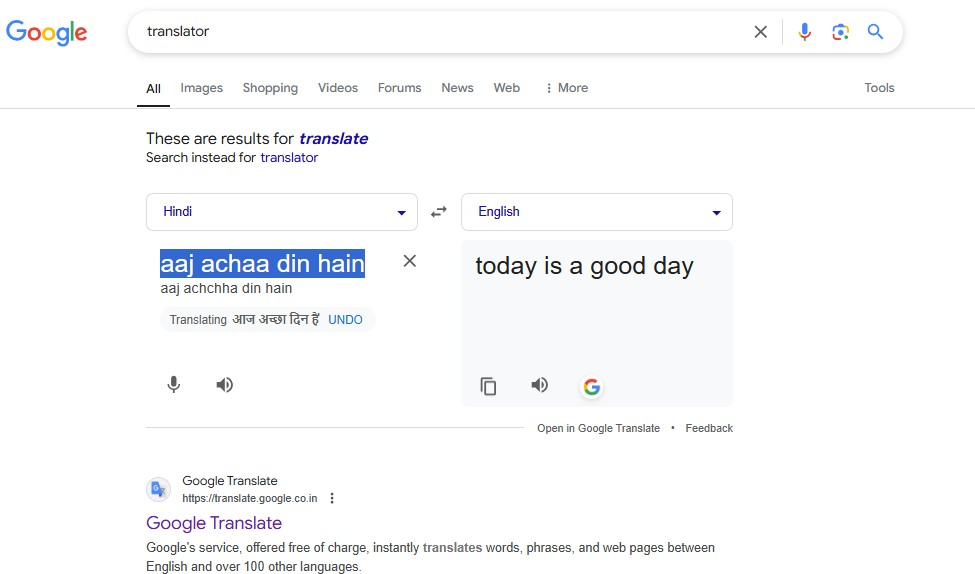 Google
translator
All Images Shopping Videos Forums News Web More Tools
These are results for translate
Search instead for translator
Hindi English
aaj achaa din hain
aaj achchha din hain
Translating आज अच्छा दिन हैं UNDO
today is a good day
Open in Google Translate • Feedback
Google Translate
https://translate.google.co.in
Google Translate
Google's service, offered free of charge, instantly translates words, phrases, and web pages between
English and over 100 other languages.